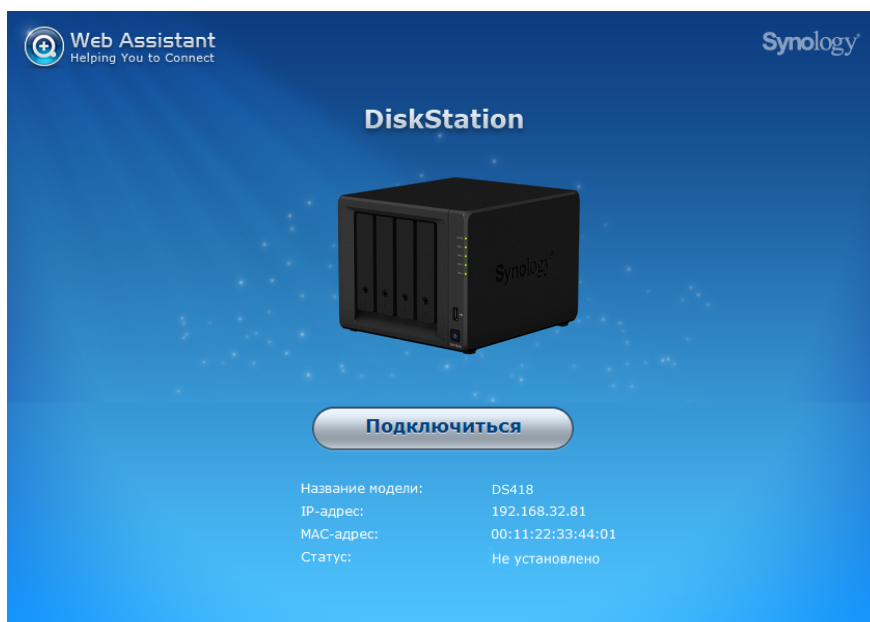 Web Assistant
Helping You to Connect
Synology
DiskStation
Synology
Подключиться
Название модели: DS418
IP-адрес: 192.168.32.81
MAC-адрес: 00:11:22:33:44:01
Статус: Не установлено